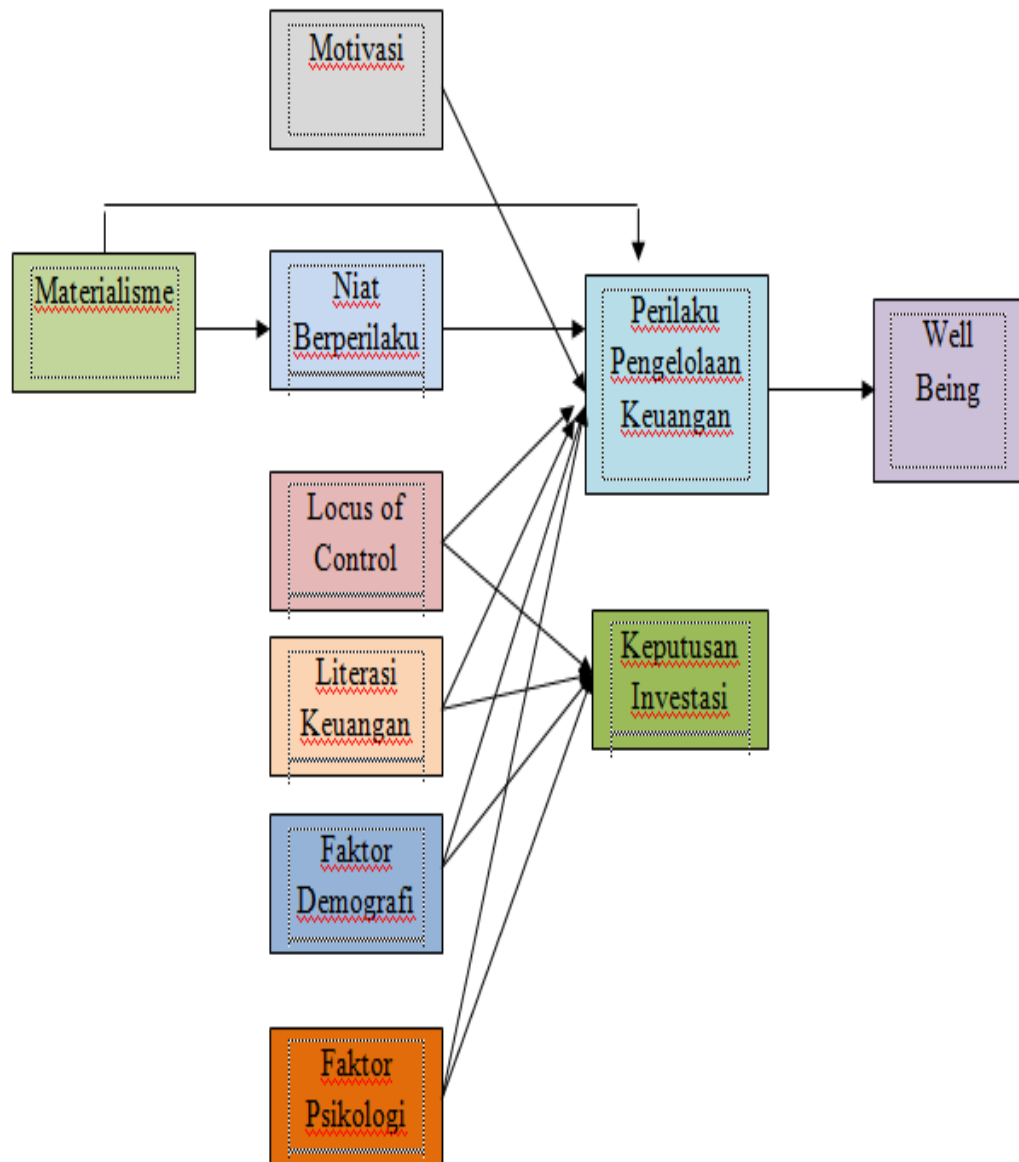 Motivasi
Materialisme
Niat
Berperilaku
Perilaku
Pengelolaan
Keuangan
Well
Being
Locus of
Control
Literasi
Keuangan
Keputusan
Investasi
Faktor
Demografi
Faktor
Psikologi